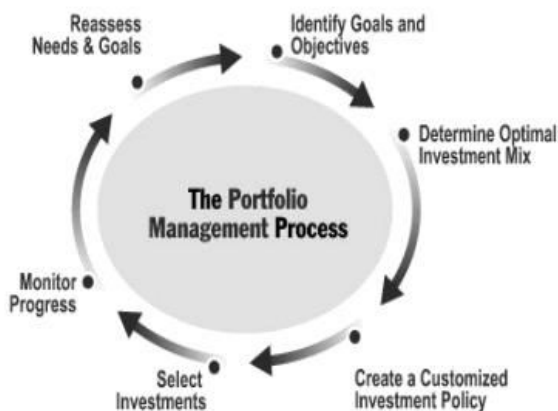 Reassess
Needs & Goals
Identify Goals and
Objectives
Determine Optimal
Investment Mix
The Portfolio
Management Process
Monitor
Progress
Select
Investments
Create a Customized
Investment Policy